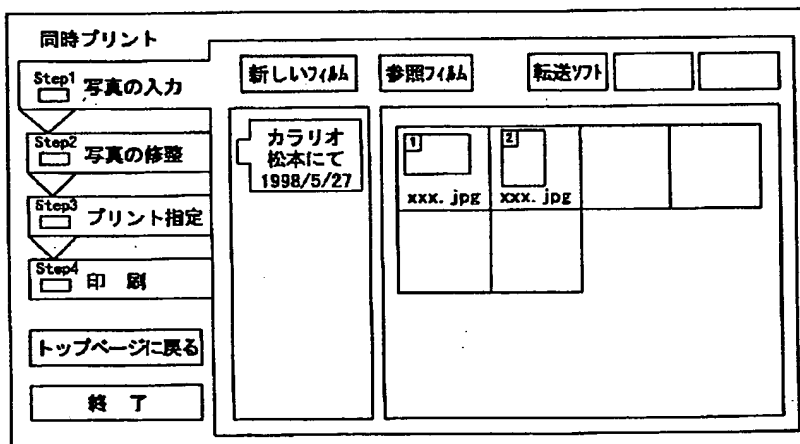 同時プリント
Step1 写真の入力
Step2 写真の修整
Step3 プリント指定
Step4 印刷
トップページに戻る
終了
新しいフィルム
参照フィルム
転送ソフト
カラリオ
松本にて
1998/5/27
1
xxx.jpg
2
xxx.jpg